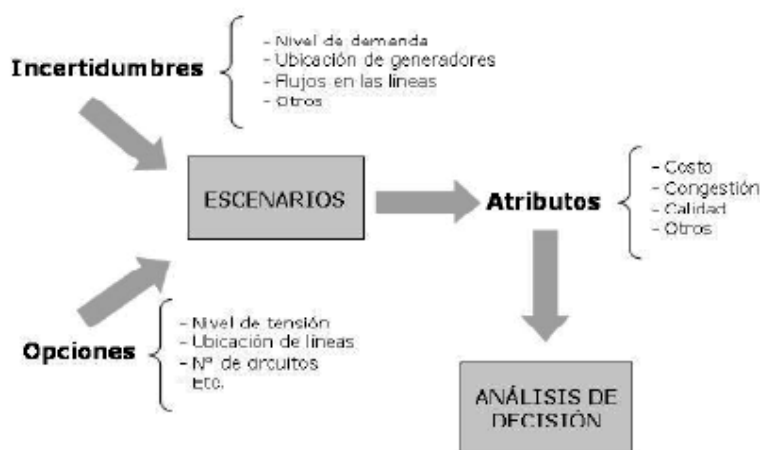 Incertidumbres
- Nivel de demanda
- Ubicación de generadores
- Flujos en las líneas
- Otros
ESCENARIOS
Atributos
- Costo
- Congestión
- Calidad
- Otros
Opciones
- Nivel de tensión
- Ubicación de líneas
- Nº de circuitos
- Etc.
ANÁLISIS DE
DECISIÓN